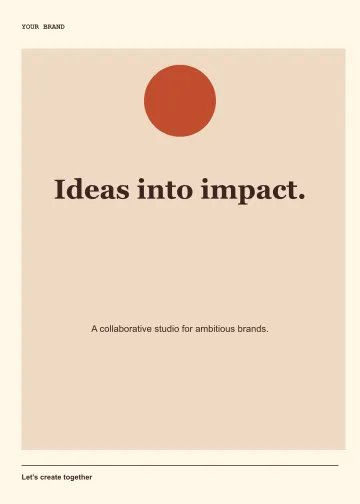 YOUR BRAND
Ideas into impact.
A collaborative studio for ambitious brands.
Let's create together